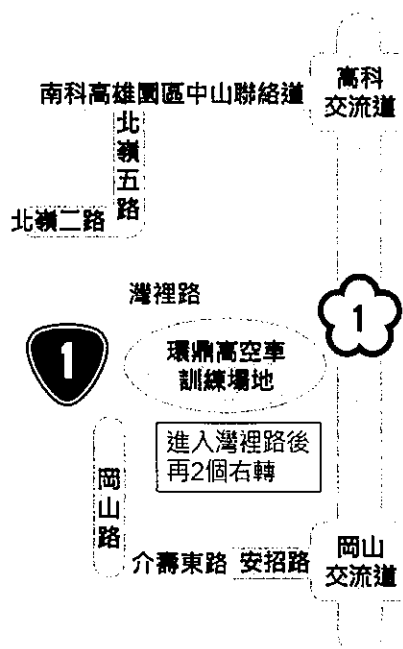 高科
交流道
南科高雄園區中山聯絡道
北嶺五路
北嶺二路
灣裡路
1
1
環鼎高空車
訓練場地
進入灣裡路後
再2個右轉
岡山路
介壽東路 安招路
岡山
交流道